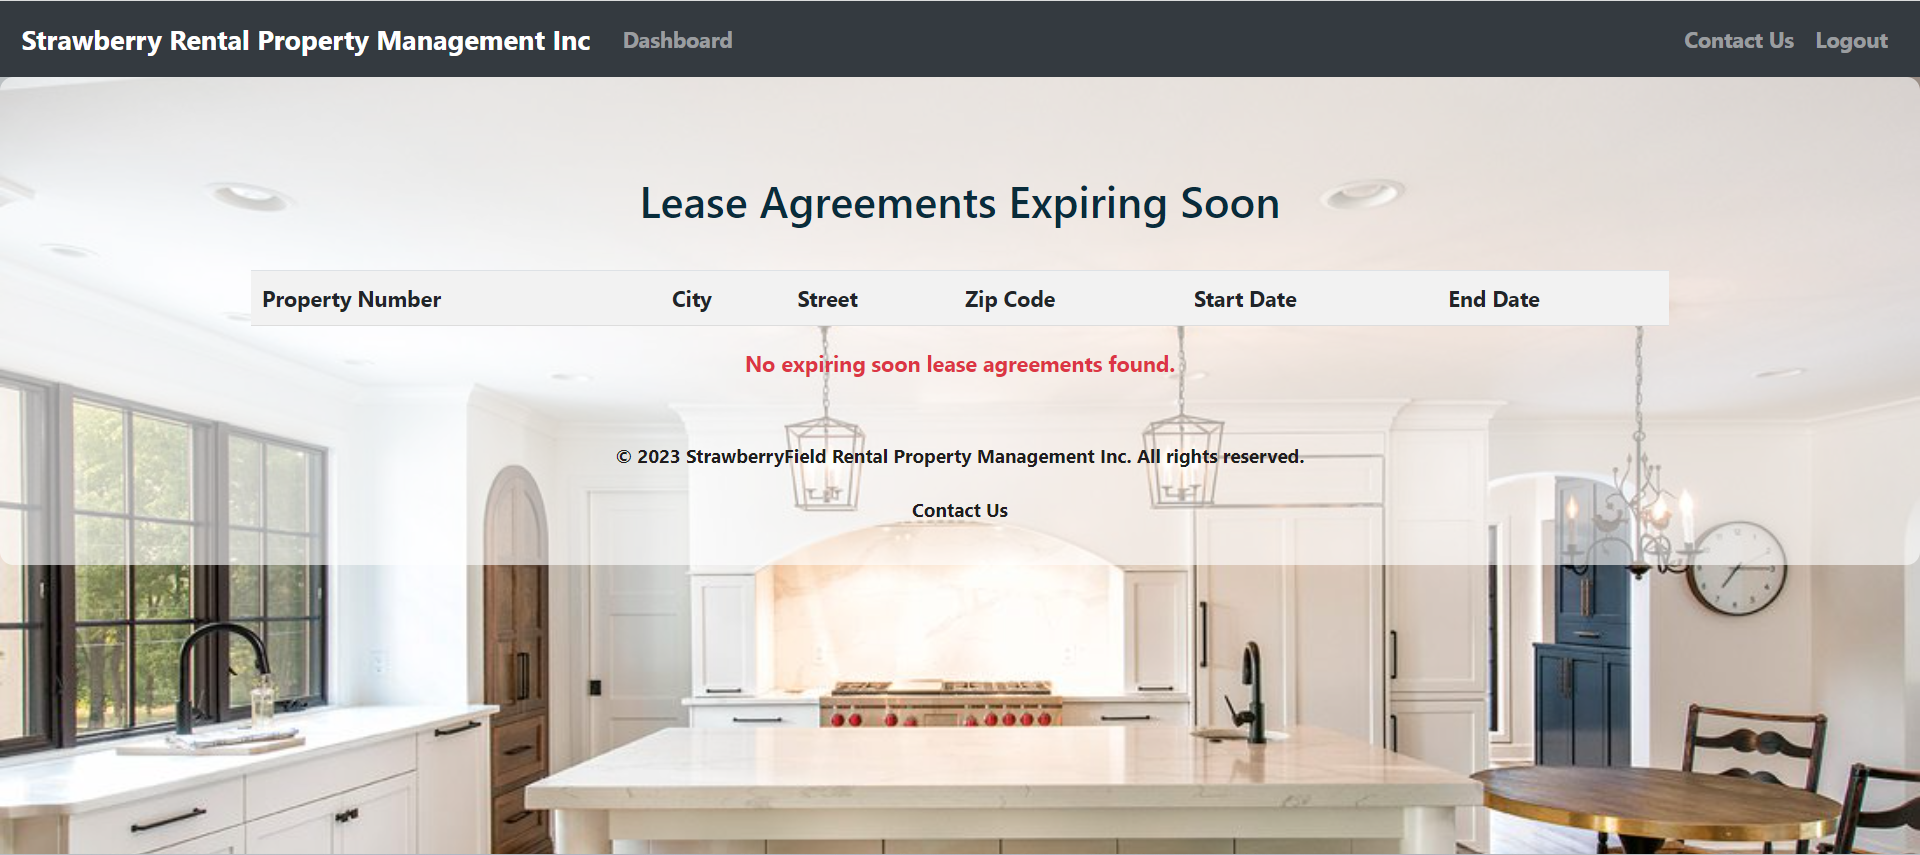 Strawberry Rental Property Management Inc Dashboard Contact Us Logout
Lease Agreements Expiring Soon
Property Number City Street Zip Code Start Date End Date
No expiring soon lease agreements found.
© 2023 StrawberryField Rental Property Management Inc. All rights reserved.
Contact Us